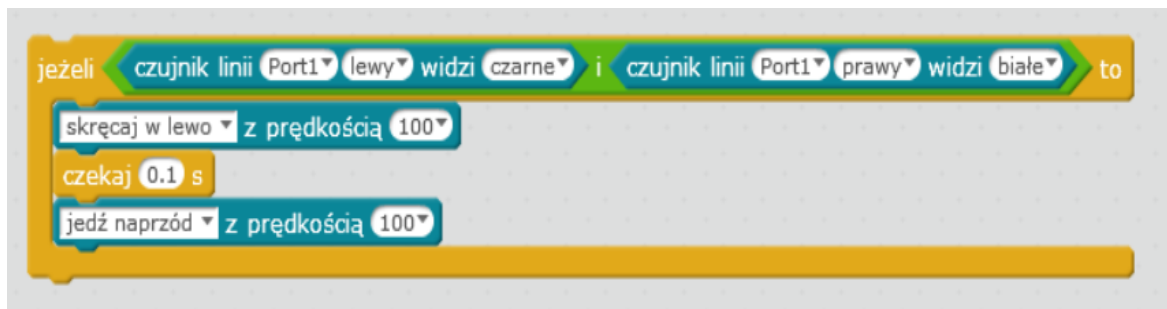 jeżeli czujnik linii Port1 lewy widzi czarne i czujnik linii Port1 prawy widzi białe to
skręcaj w lewo z prędkością 100
czekaj 0.1 s
jedź naprzód z prędkością 100